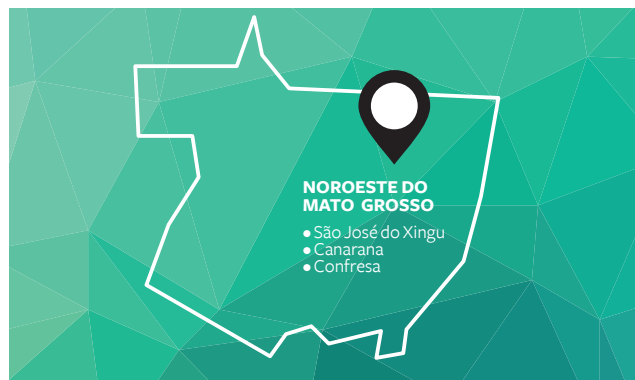 NOROESTE DO
MATO GROSSO
• São José do Xingu
• Canarana
• Confresa